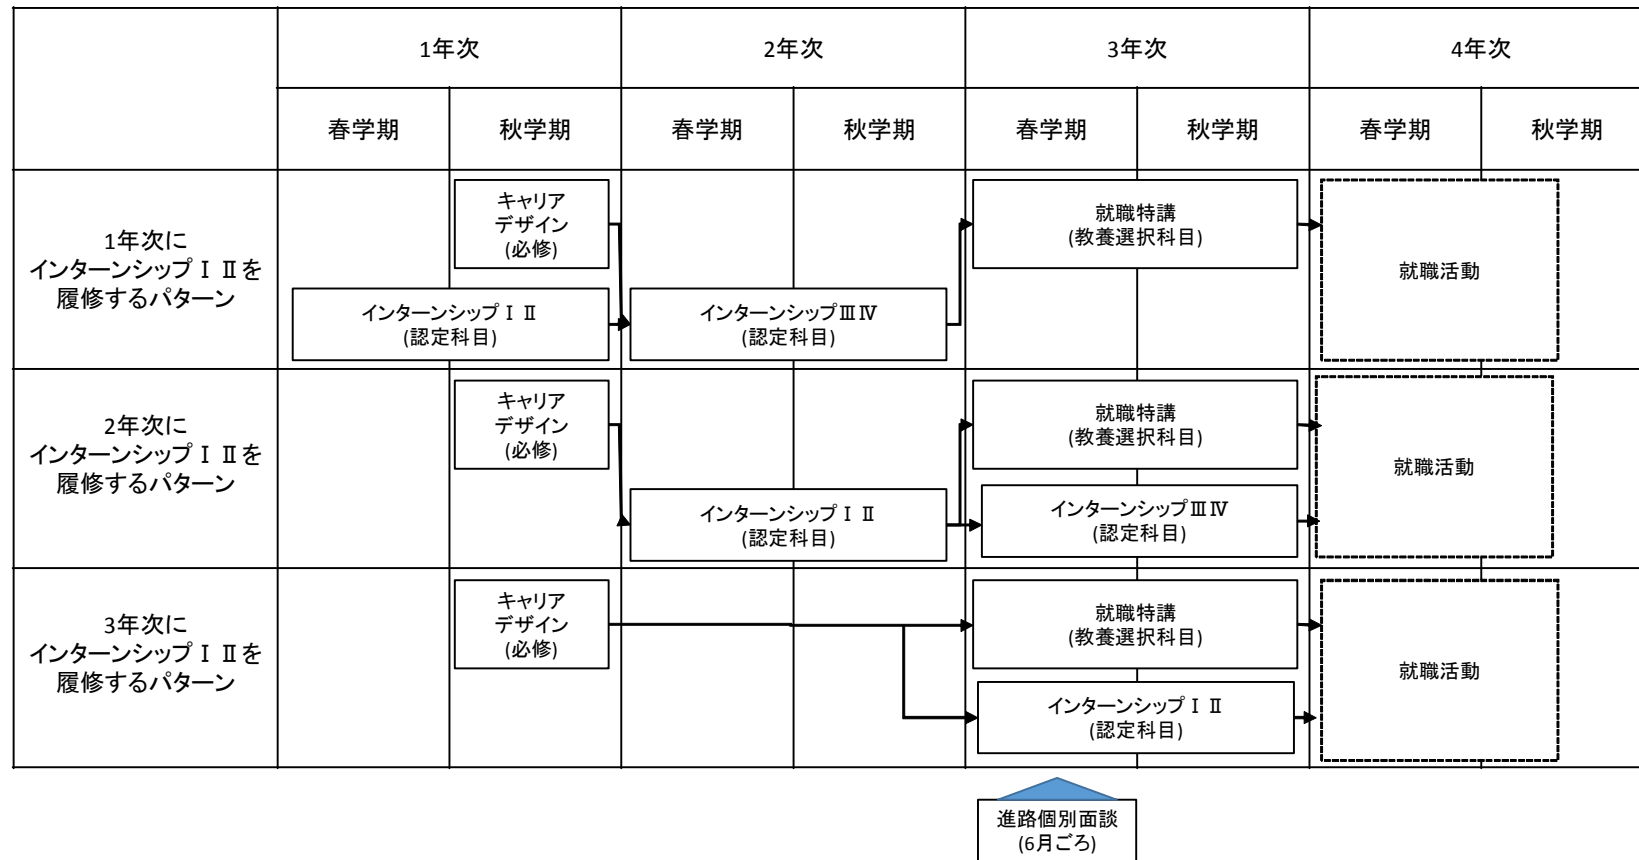 1年次
2年次
3年次
4年次
春学期
秋学期
春学期
秋学期
春学期
秋学期
春学期
秋学期
1年次に
インターンシップⅠ Ⅱを
履修するパターン
キャリア
デザイン
(必修)
インターンシップⅠ Ⅱ
(認定科目)
インターンシップⅢⅣ
(認定科目)
就職特講
(教養選択科目)
就職活動
2年次に
インターンシップⅠ Ⅱを
履修するパターン
キャリア
デザイン
(必修)
インターンシップⅠ Ⅱ
(認定科目)
就職特講
(教養選択科目)
インターンシップⅢⅣ
(認定科目)
就職活動
3年次に
インターンシップⅠ Ⅱを
履修するパターン
キャリア
デザイン
(必修)
就職特講
(教養選択科目)
インターンシップⅠ Ⅱ
(認定科目)
就職活動
進路個別面談
(6月ごろ)